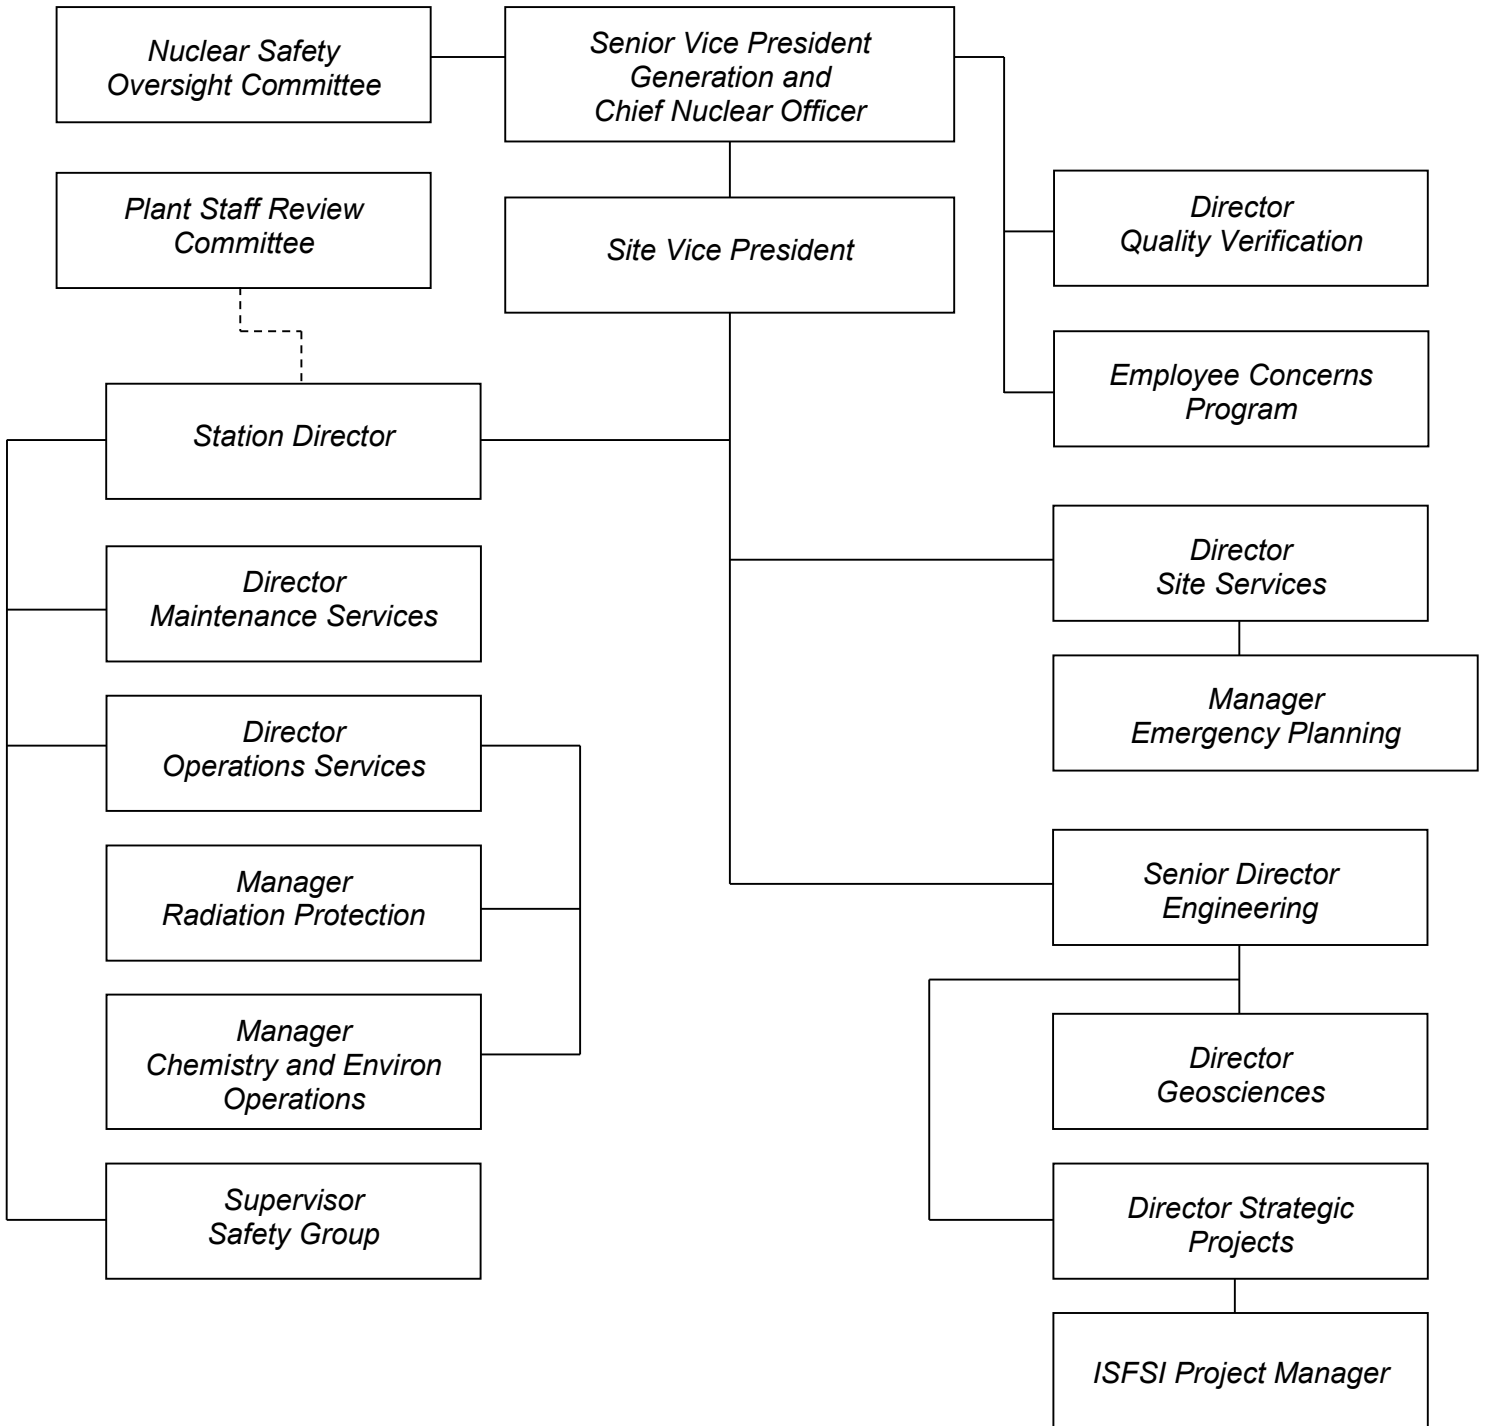 Nuclear Safety
Oversight Committee
Senior Vice President
Generation and
Chief Nuclear Officer
Plant Staff Review
Committee
Site Vice President
Director
Quality Verification
Employee Concerns
Program
Station Director
Director
Site Services
Director
Maintenance Services
Manager
Emergency Planning
Director
Operations Services
Manager
Radiation Protection
Senior Director
Engineering
Manager
Chemistry and Environ
Operations
Director
Geosciences
Supervisor
Safety Group
Director Strategic
Projects
ISFSI Project Manager